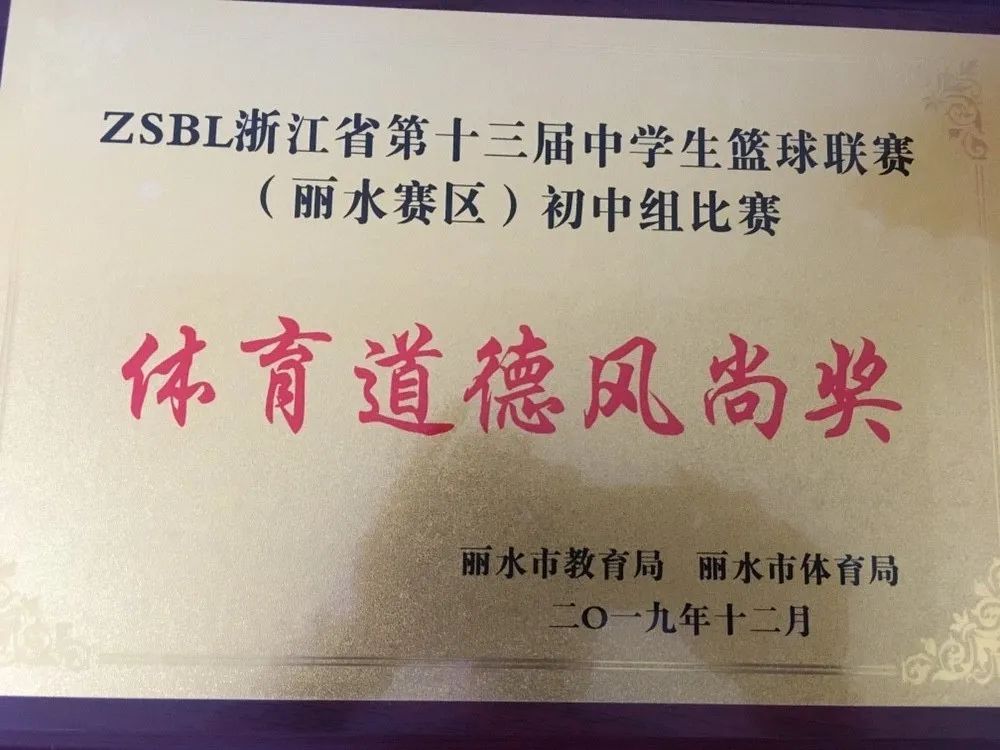 ZSBL浙江省第十三届中学生篮球联赛
（丽水赛区）初中组比赛
体育道德风尚奖
丽水市教育局 丽水市体育局
二〇一九年十二月